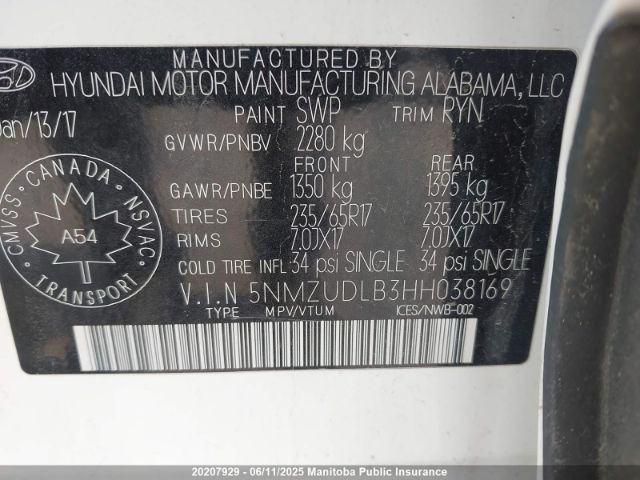 MANUFACTURED BY
HYUNDAI MOTOR MANUFACTURING ALABAMA, LLC
Jan/13/17 PAINT SWP TRIM RYN
GVWR/PNBV 2280 kg
FRONT REAR
GAWR/PNBE 1350 kg 1395 kg
TIRES 235/65R17 235/65R17
RIMS 7.0JX17 7.0JX17
COLD TIRE INFL 34 psi SINGLE 34 psi SINGLE
V.I.N 5NMZUDLB3HH038169
TYPE MPV/VTUM ICES/NWB-002
CANADA
CMVSS NSVAC
A54
TRANSPORT
20207929 - 06/11/2025 Manitoba Public Insurance